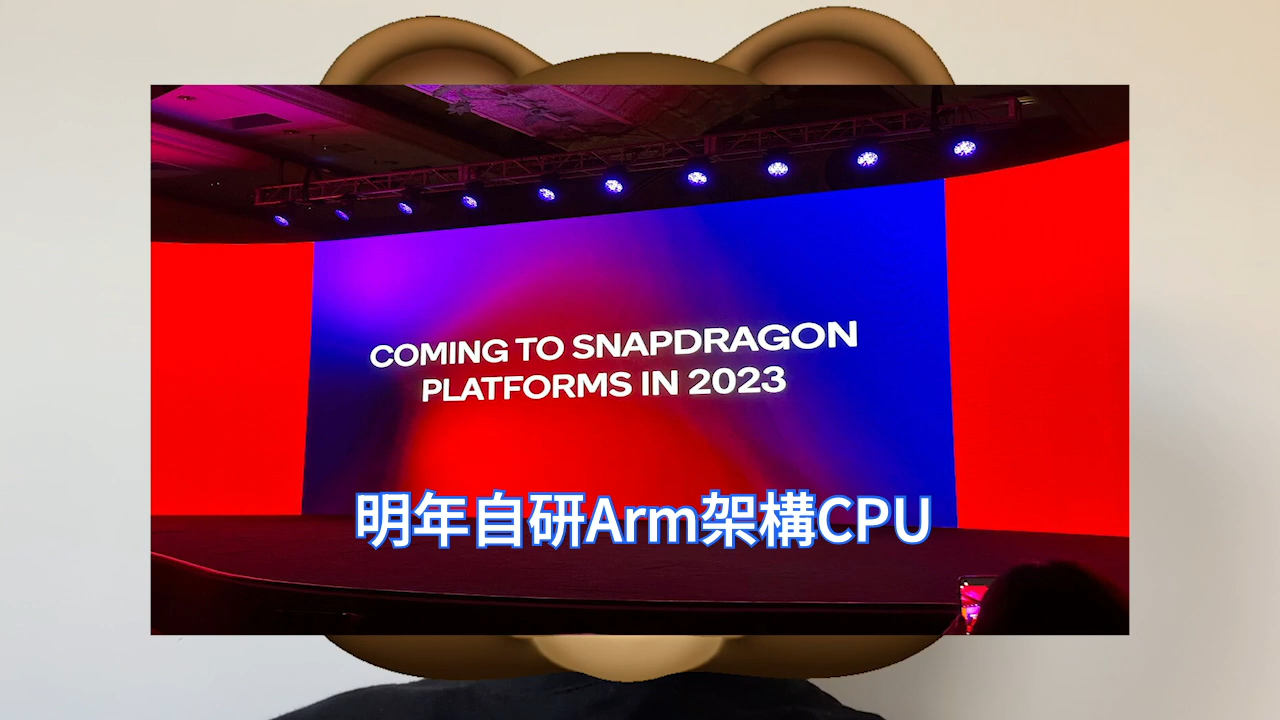 COMING TO SNAPDRAGON
PLATFORMS IN 2023
明年自研Arm架構CPU